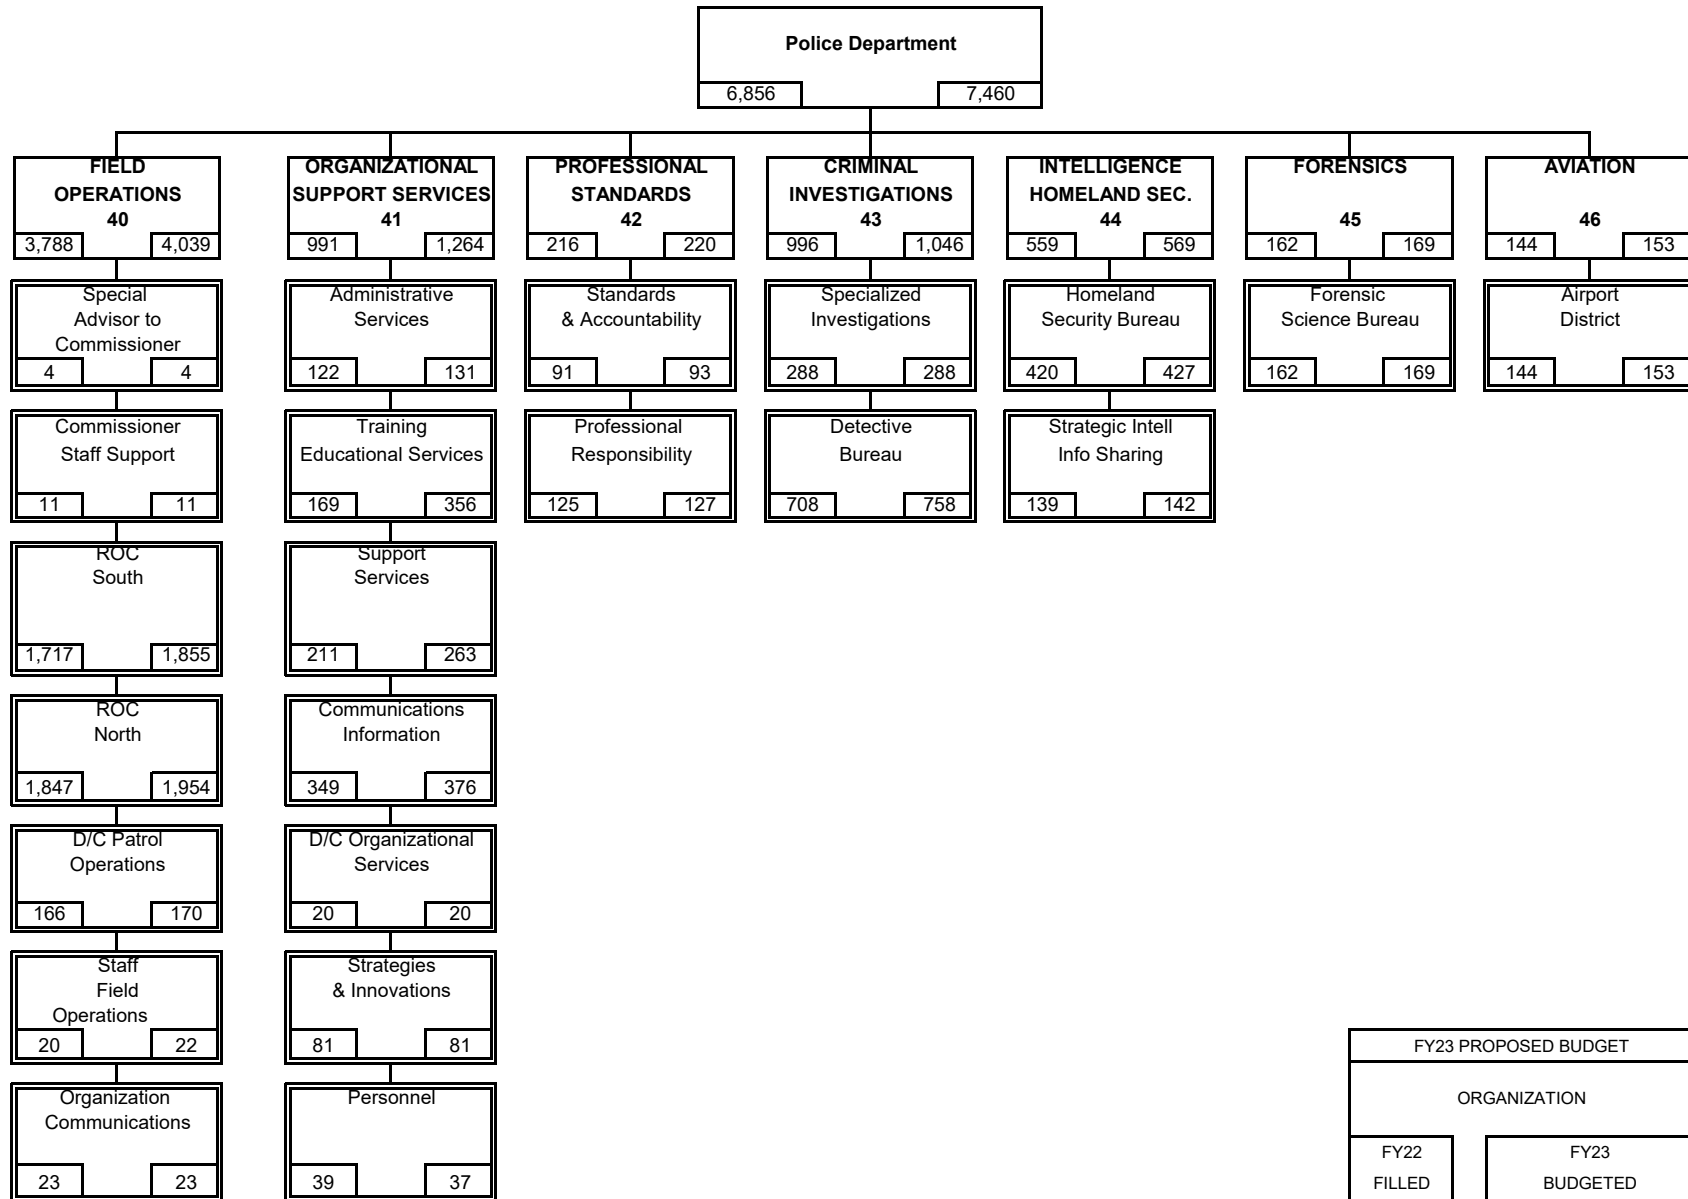 Police Department
6,856 7,460
FIELD
OPERATIONS
40
3,788 4,039
Special
Advisor to
Commissioner
4 4
Commissioner
Staff Support
11 11
ROC
South
1,717 1,855
ROC
North
1,847 1,954
D/C Patrol
Operations
166 170
Staff
Field
Operations
20 22
Organization
Communications
23 23
ORGANIZATIONAL
SUPPORT SERVICES
41
991 1,264
Administrative
Services
122 131
Training
Educational Services
169 356
Support
Services
211 263
Communications
Information
349 376
D/C Organizational
Services
20 20
Strategies
& Innovations
81 81
Personnel
39 37
PROFESSIONAL
STANDARDS
42
216 220
Standards
& Accountability
91 93
Professional
Responsibility
125 127
CRIMINAL
INVESTIGATIONS
43
996 1,046
Specialized
Investigations
288 288
Detective
Bureau
708 758
INTELLIGENCE
HOMELAND SEC.
44
559 569
Homeland
Security Bureau
420 427
Strategic Intell
Info Sharing
139 142
FORENSICS
45
162 169
Forensic
Science Bureau
162 169
AVIATION
46
144 153
Airport
District
144 153
FY23 PROPOSED BUDGET
ORGANIZATION
FY22 FY23
FILLED BUDGETED